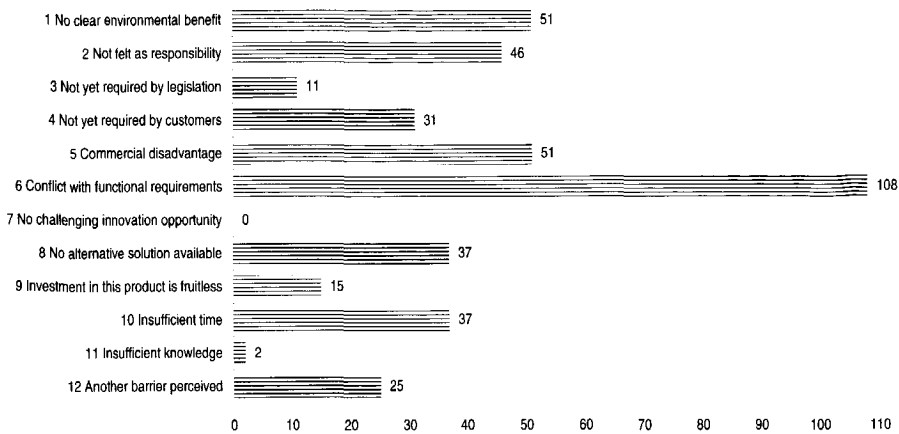 1 No clear environmental benefit 51
2 Not felt as responsibility 46
3 Not yet required by legislation 11
4 Not yet required by customers 31
5 Commercial disadvantage 51
6 Conflict with functional requirements 108
7 No challenging innovation opportunity 0
8 No alternative solution available 37
9 Investment in this product is fruitless 15
10 Insufficient time 37
11 Insufficient knowledge 2
12 Another barrier perceived 25
0 10 20 30 40 50 60 70 80 90 100 110